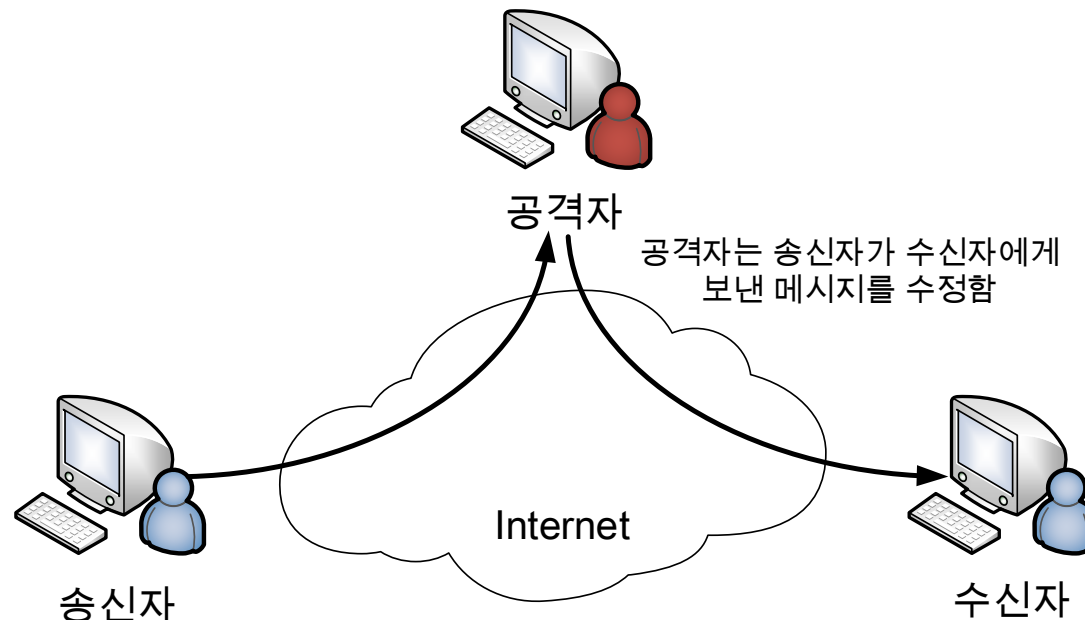 공격자
공격자는 송신자가 수신자에게
보낸 메시지를 수정함
Internet
송신자
수신자